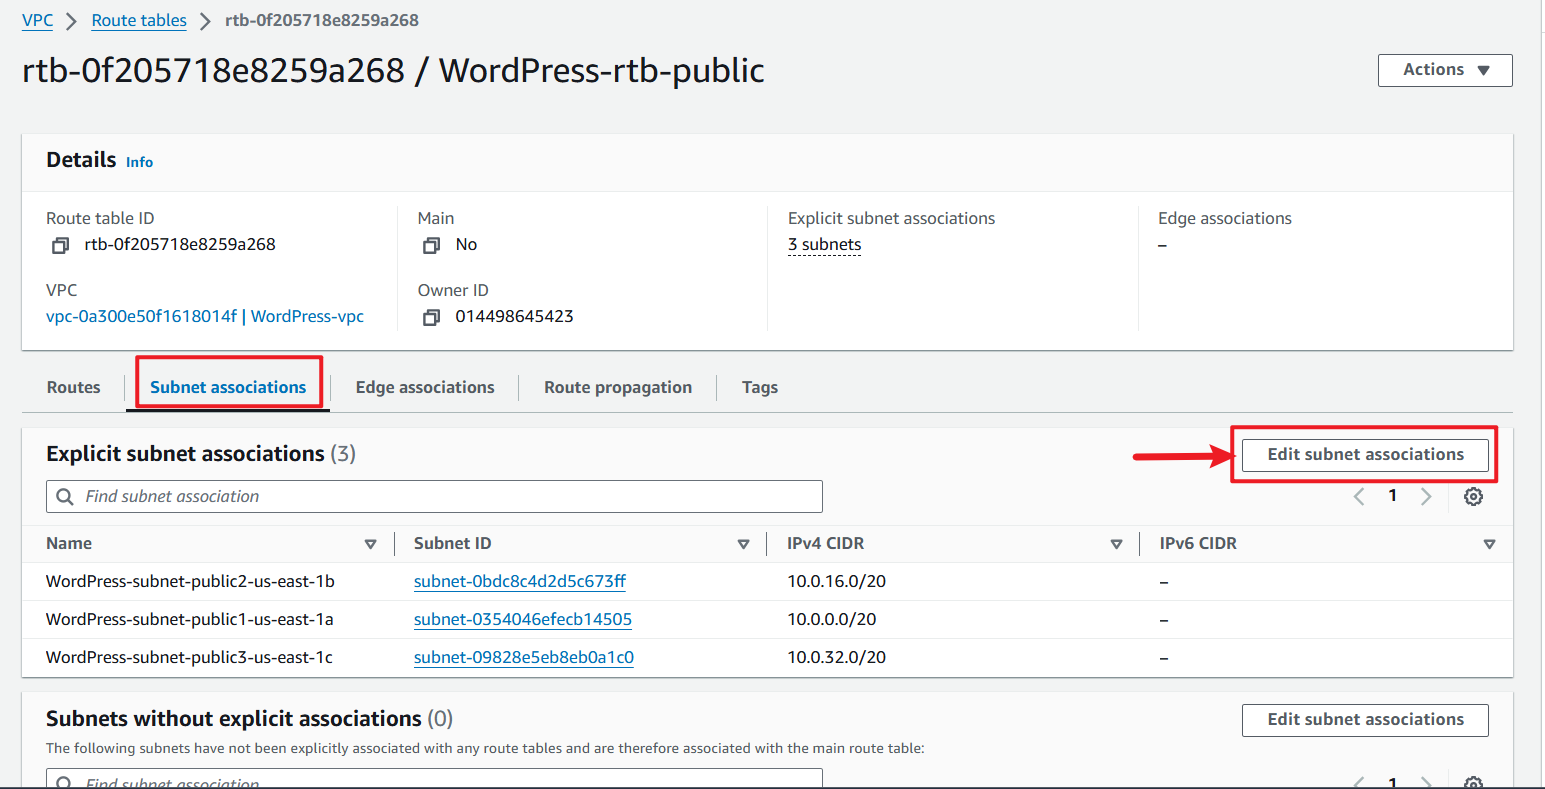 VPC > Route tables > rtb-0f205718e8259a268
rtb-0f205718e8259a268 / WordPress-rtb-public
Actions
Details Info
Route table ID
rtb-0f205718e8259a268
Main
No
Explicit subnet associations
3 subnets
Edge associations
–
VPC
vpc-0a300e50f1618014f | WordPress-vpc
Owner ID
014498645423
Routes
Subnet associations
Edge associations
Route propagation
Tags
Explicit subnet associations (3)
Edit subnet associations
Find subnet association
1
Name Subnet ID IPv4 CIDR IPv6 CIDR
WordPress-subnet-public2-us-east-1b subnet-0bdc8c4d2d5c673ff 10.0.16.0/20 –
WordPress-subnet-public1-us-east-1a subnet-0354046efecb14505 10.0.0.0/20 –
WordPress-subnet-public3-us-east-1c subnet-09828e5eb8eb0a1c0 10.0.32.0/20 –
Subnets without explicit associations (0)
Edit subnet associations
The following subnets have not been explicitly associated with any route tables and are therefore associated with the main route table:
Find subnet association
1